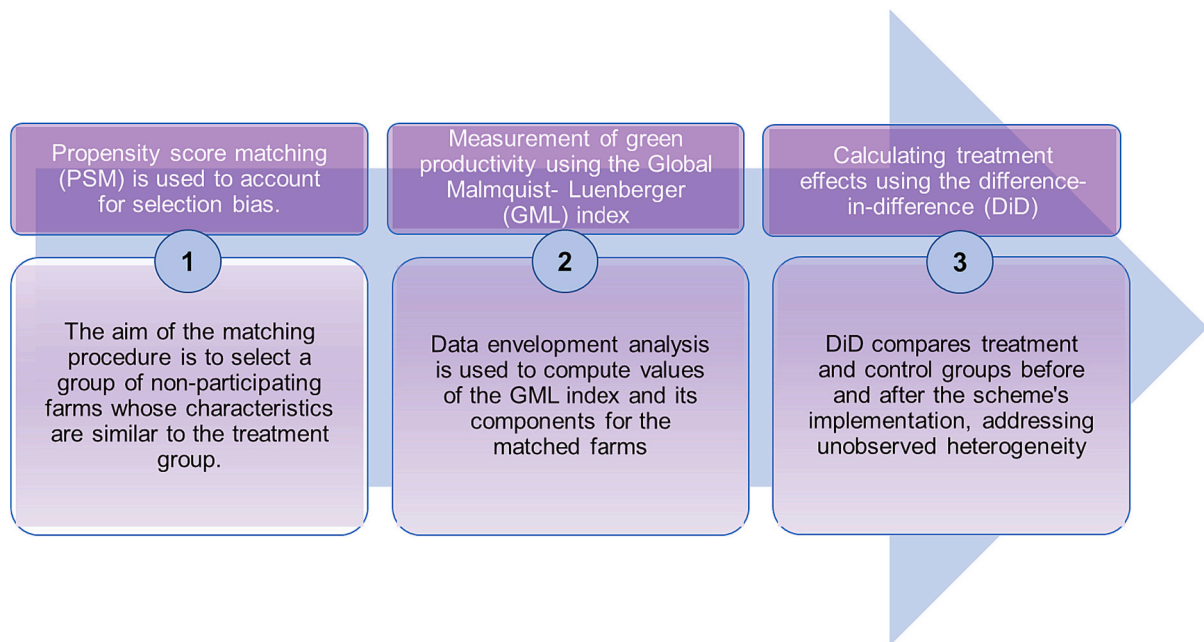 Propensity score matching
(PSM) is used to account
for selection bias.
1
The aim of the matching
procedure is to select a
group of non-participating
farms whose characteristics
are similar to the treatment
group.
Measurement of green
productivity using the Global
Malmquist- Luenberger
(GML) index
2
Data envelopment analysis
is used to compute values
of the GML index and its
components for the
matched farms
Calculating treatment
effects using the difference-
in-difference (DiD)
3
DiD compares treatment
and control groups before
and after the scheme's
implementation, addressing
unobserved heterogeneity